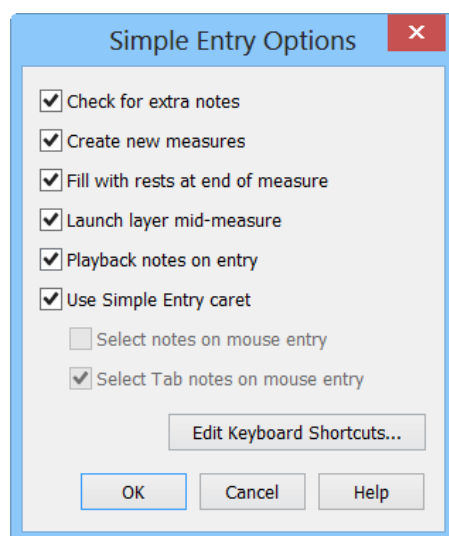 Simple Entry Options
Check for extra notes
Create new measures
Fill with rests at end of measure
Launch layer mid-measure
Playback notes on entry
Use Simple Entry caret
Select notes on mouse entry
Select Tab notes on mouse entry
Edit Keyboard Shortcuts...
OK Cancel Help